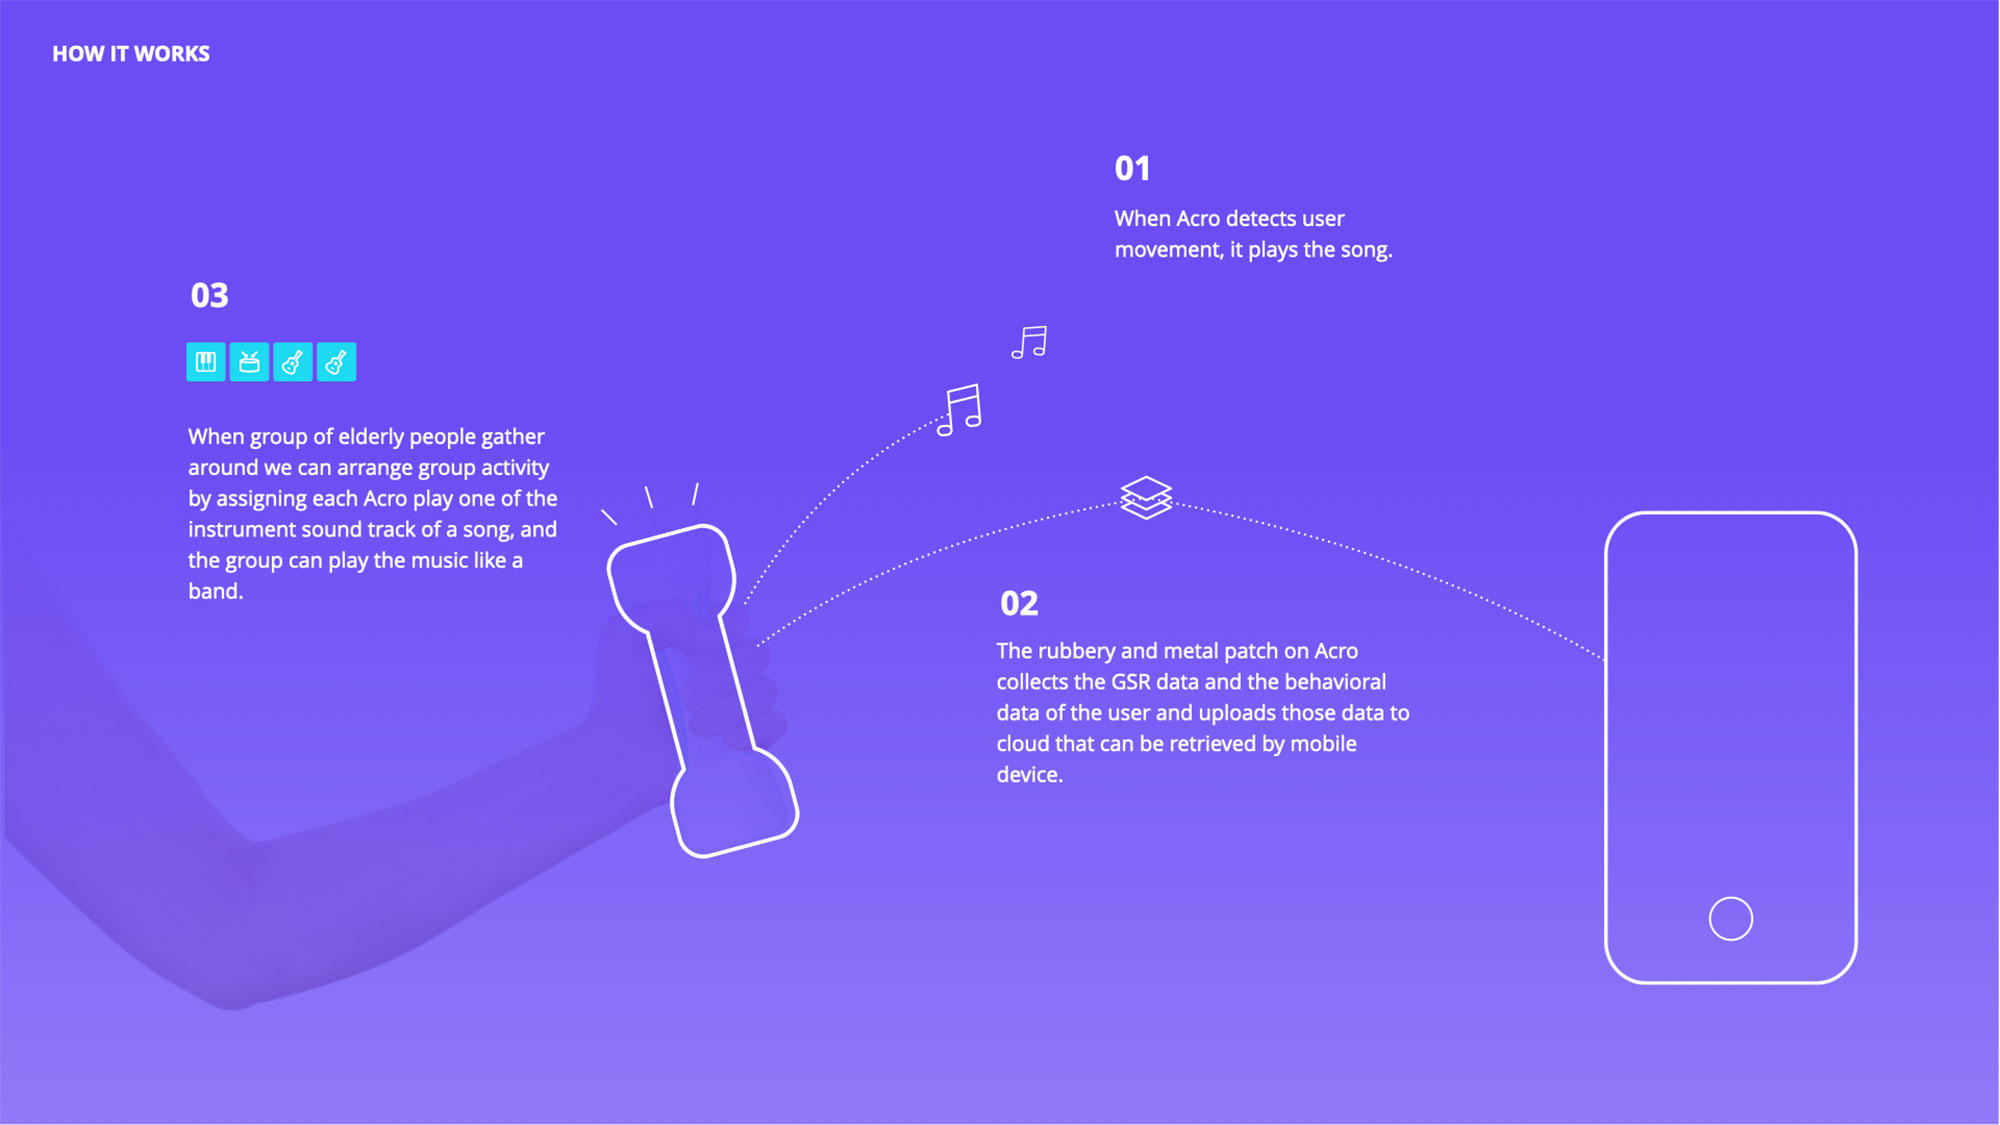 HOW IT WORKS
01
When Acro detects user
movement, it plays the song.
02
The rubbery and metal patch on Acro
collects the GSR data and the behavioral
data of the user and uploads those data to
cloud that can be retrieved by mobile
device.
03
When group of elderly people gather
around we can arrange group activity
by assigning each Acro play one of the
instrument sound track of a song, and
the group can play the music like a
band.